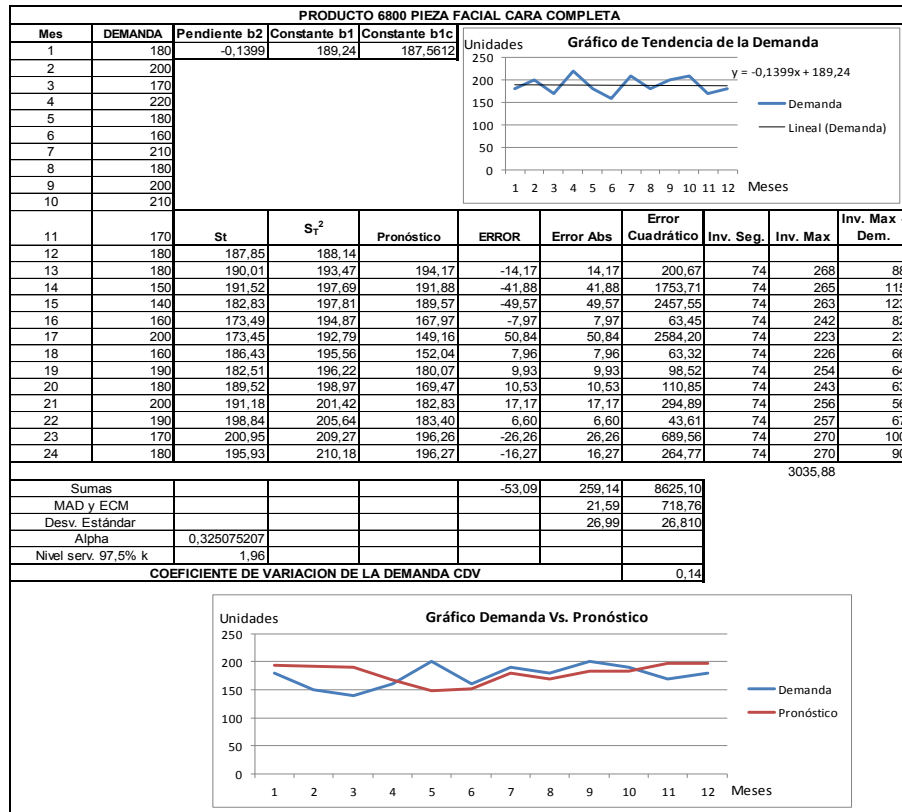 PRODUCTO 6800 PIEZA FACIAL CARA COMPLETA
Mes DEMANDA Pendiente b2 Constante b1 Constante b1c
1 180 -0,1399 189,24 187,5612
2 200
3 170
4 220
5 180
6 160
7 210
8 180
9 200
10 210
Unidades Gráfico de Tendencia de la Demanda
250
200
150
100
50
0
y = -0,1399x + 189,24
Demanda
Lineal (Demanda)
1 2 3 4 5 6 7 8 9 10 11 12 Meses
11 170 St S_T² Pronóstico ERROR Error Abs Error Cuadrático Inv. Seg. Inv. Max Inv. Max Dem.
12 180 187,85 188,14
13 180 190,01 193,47 194,17 -14,17 14,17 200,67 74 268 88
14 150 191,52 197,69 191,88 -41,88 41,88 1753,71 74 265 115
15 140 182,83 197,81 189,57 -49,57 49,57 2457,55 74 263 123
16 160 173,49 194,87 167,97 -7,97 7,97 63,45 74 242 82
17 200 173,45 192,79 149,16 50,84 50,84 2584,20 74 223 23
18 160 186,43 195,56 152,04 7,96 7,96 63,32 74 226 66
19 190 182,51 196,22 180,07 9,93 9,93 98,52 74 254 64
20 180 189,52 198,97 169,47 10,53 10,53 110,85 74 243 63
21 200 191,18 201,42 182,83 17,17 17,17 294,89 74 256 56
22 190 198,84 205,64 183,40 6,60 6,60 43,61 74 257 67
23 170 200,95 209,27 196,26 -26,26 26,26 689,56 74 270 100
24 180 195,93 210,18 196,27 -16,27 16,27 264,77 74 270 90
3035,88
Sumas -53,09 259,14 8625,10
MAD y ECM 21,59 718,76
Desv. Estándar 26,99 26,810
Alpha 0,325075207
Nivel serv. 97,5% k 1,96
COEFICIENTE DE VARIACION DE LA DEMANDA CDV 0,14
Unidades Gráfico Demanda Vs. Pronóstico
250
200
150
100
50
0
Demanda
Pronóstico
1 2 3 4 5 6 7 8 9 10 11 12 Meses